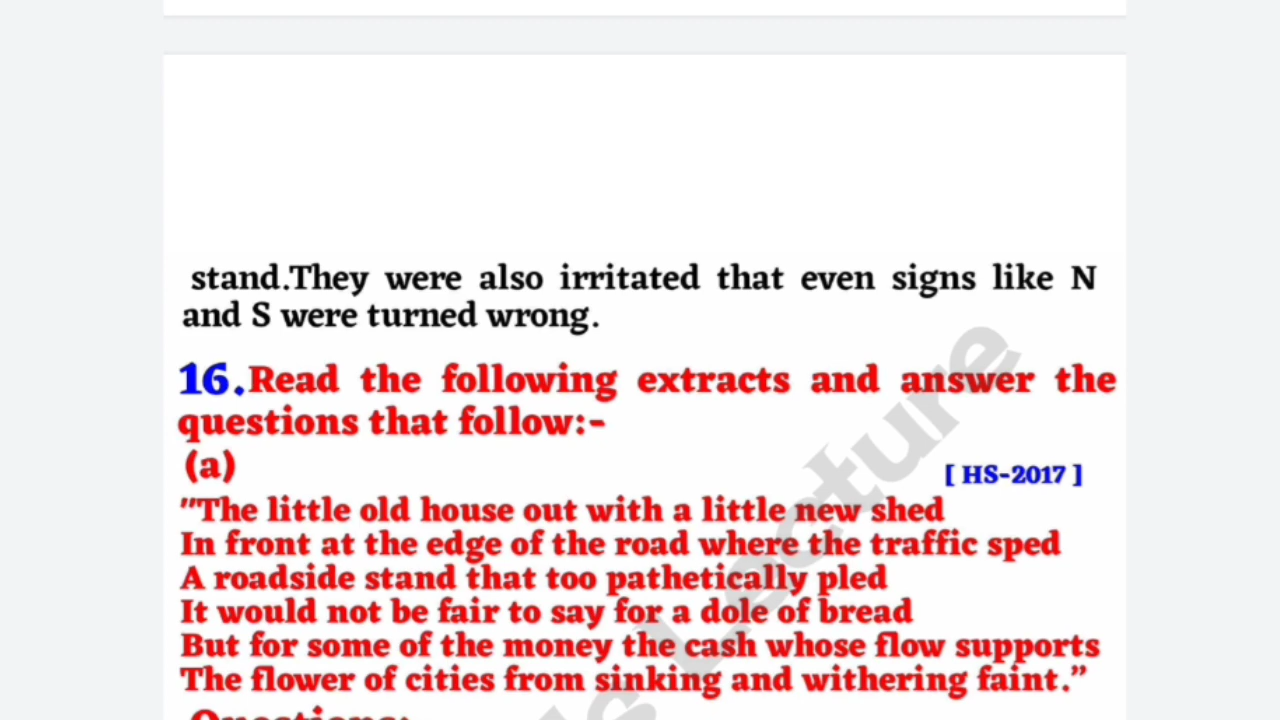 stand.They were also irritated that even signs like N
and S were turned wrong.
16.Read the following extracts and answer the
questions that follow:-
(a)
[ HS-2017 ]
"The little old house out with a little new shed
In front at the edge of the road where the traffic sped
A roadside stand that too pathetically pled
It would not be fair to say for a dole of bread
But for some of the money the cash whose flow supports
The flower of cities from sinking and withering faint.”
Questions:
Lecture